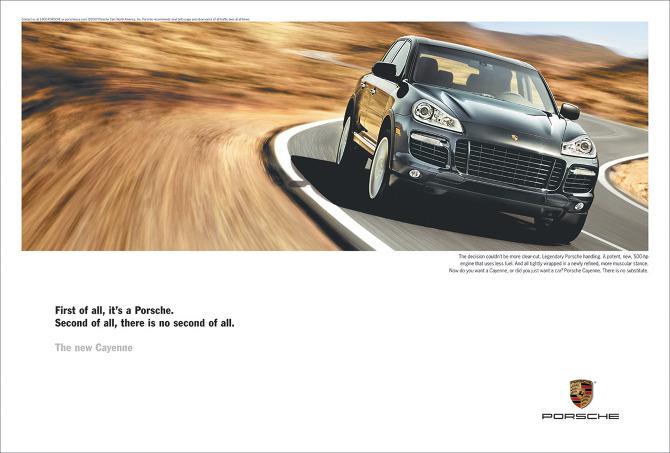 Contact us at 1-800-PORSCHE or porscheusa.com. ©2007 Porsche Cars North America, Inc. Porsche recommends seat belt usage and observance of all traffic laws at all times.
The decision couldn't be more clear-cut. Legendary Porsche handling. A potent, new, 500-hp
engine that uses less fuel. And all tightly wrapped in a newly refined, more muscular stance.
Now do you want a Cayenne, or did you just want a car? Porsche Cayenne. There is no substitute.
First of all, it's a Porsche.
Second of all, there is no second of all.
The new Cayenne
PORSCHE